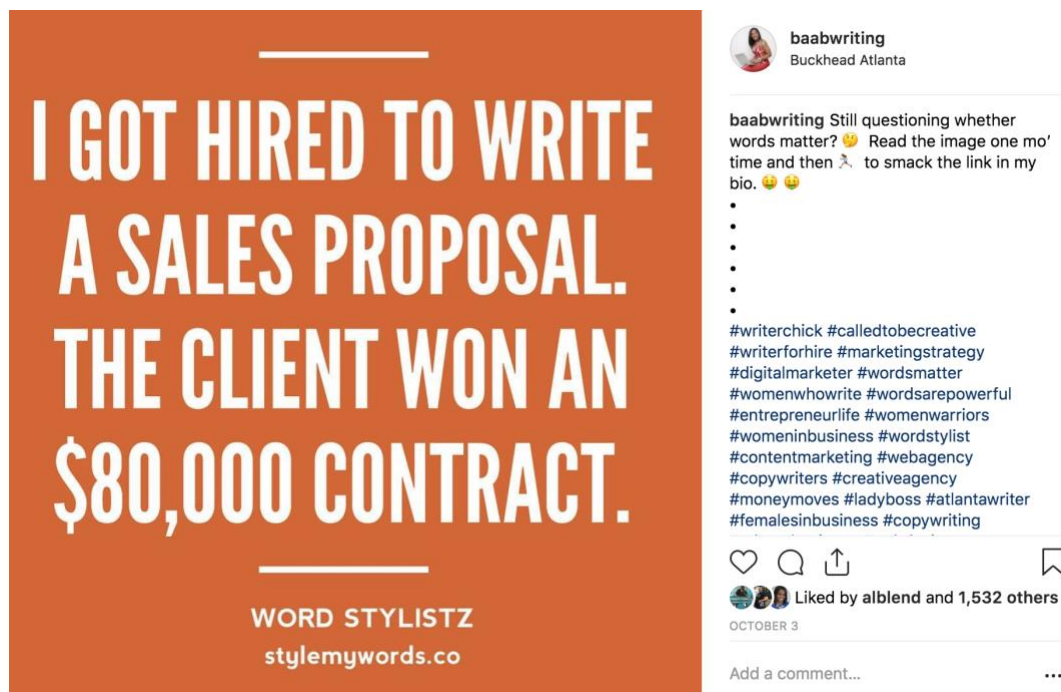 I GOT HIRED TO WRITE
A SALES PROPOSAL.
THE CLIENT WON AN
$80,000 CONTRACT.
WORD STYLISTZ
stylemywords.co
baabwriting
Buckhead Atlanta
baabwriting Still questioning whether
words matter? 🤔 Read the image one mo'
time and then 🏃🏻‍♀️ to smack the link in my
bio. 🤑 🤑
•
•
•
•
•
•
#writerchick #calledtobecreative
#writerforhire #marketingstrategy
#digitalmarketer #wordsmatter
#womenwhowrite #wordsarepowerful
#entrepreneurlife #womenwarriors
#womeninbusiness #wordstylist
#contentmarketing #webagency
#copywriters #creativeagency
#moneymoves #ladyboss #atlantawriter
#femalesinbusiness #copywriting
Liked by alblend and 1,532 others
OCTOBER 3
Add a comment...